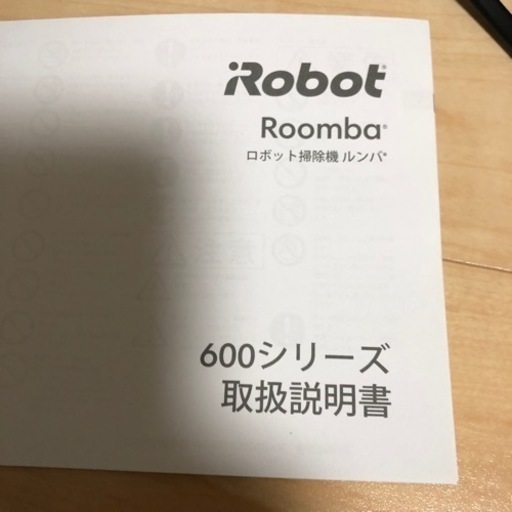 iRobot®
Roomba®
ロボット掃除機 ルンバ®
600シリーズ
取扱説明書